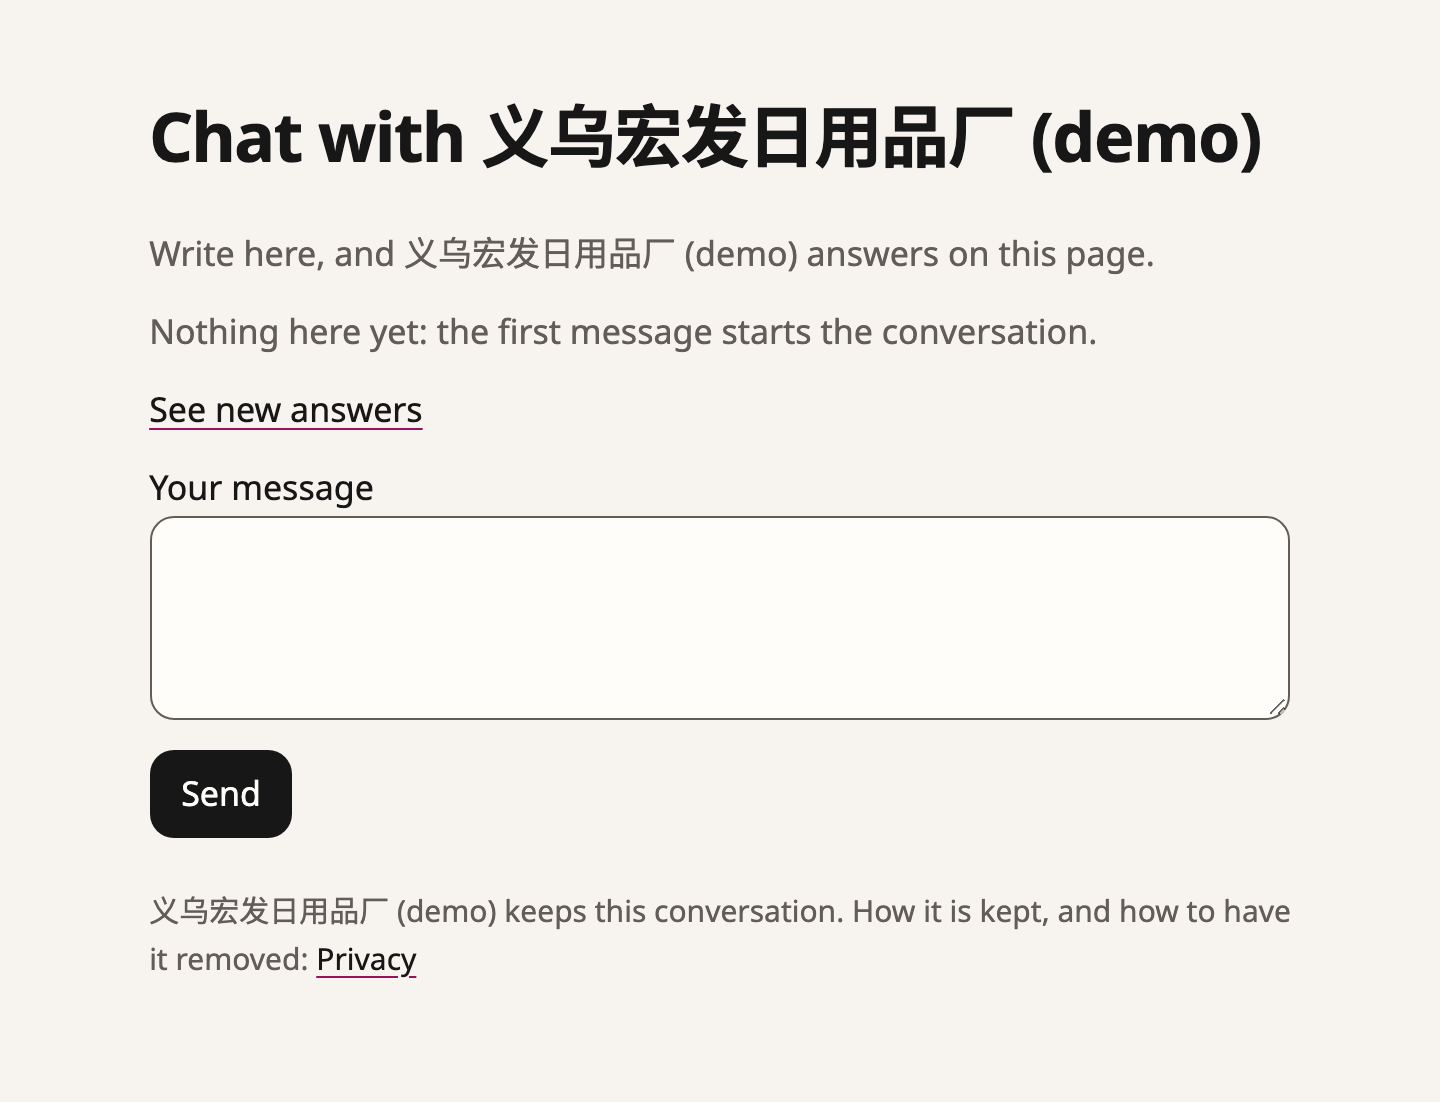 Chat with 义乌宏发日用品厂 (demo)
Write here, and 义乌宏发日用品厂 (demo) answers on this page.
Nothing here yet: the first message starts the conversation.
See new answers
Your message
Send
义乌宏发日用品厂 (demo) keeps this conversation. How it is kept, and how to have
it removed: Privacy